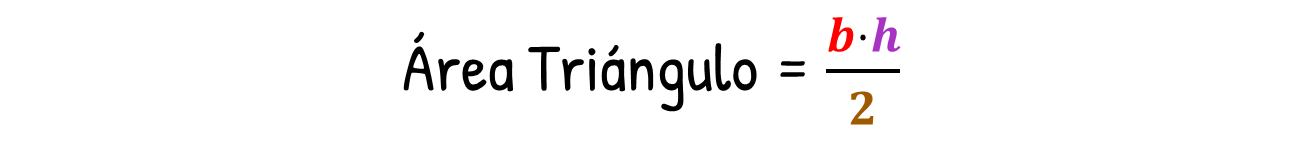 Área Triángulo = b·h / 2